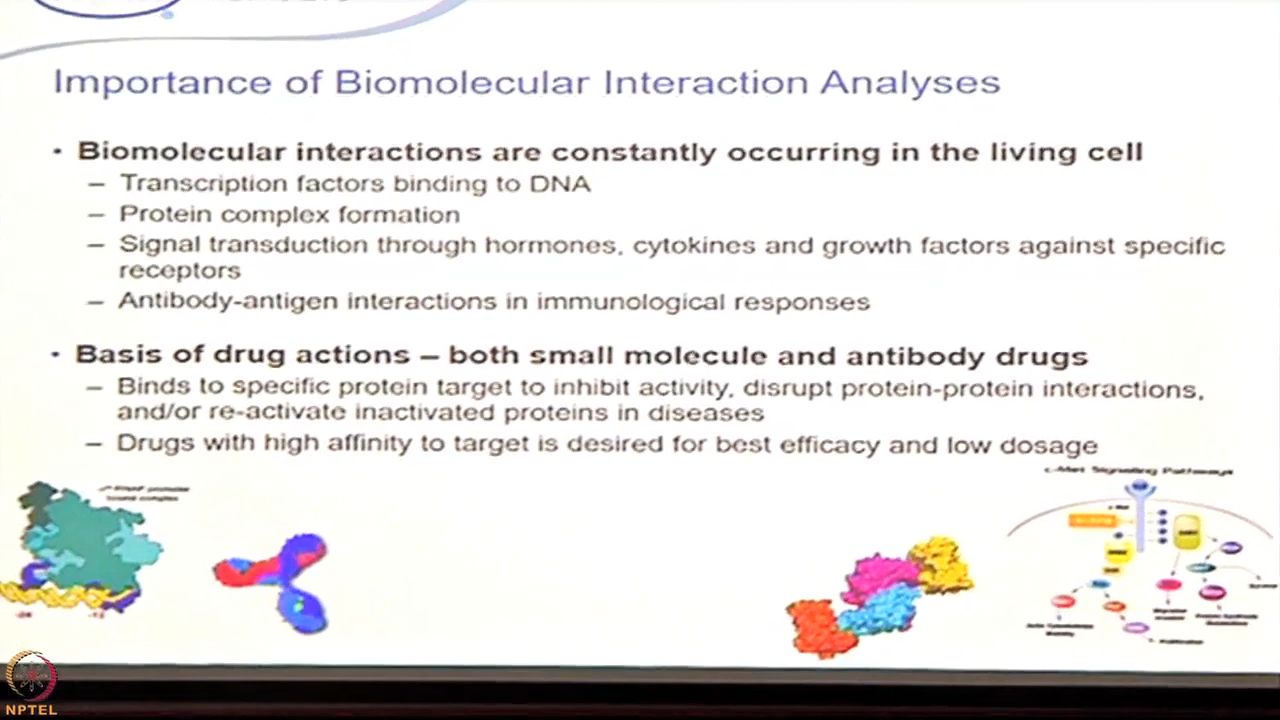 Importance of Biomolecular Interaction Analyses
• Biomolecular interactions are constantly occurring in the living cell
– Transcription factors binding to DNA
– Protein complex formation
– Signal transduction through hormones, cytokines and growth factors against specific
receptors
– Antibody-antigen interactions in immunological responses
• Basis of drug actions – both small molecule and antibody drugs
– Binds to specific protein target to inhibit activity, disrupt protein-protein interactions,
and/or re-activate inactivated proteins in diseases
– Drugs with high affinity to target is desired for best efficacy and low dosage
c-Met Signaling Pathways
NPTEL